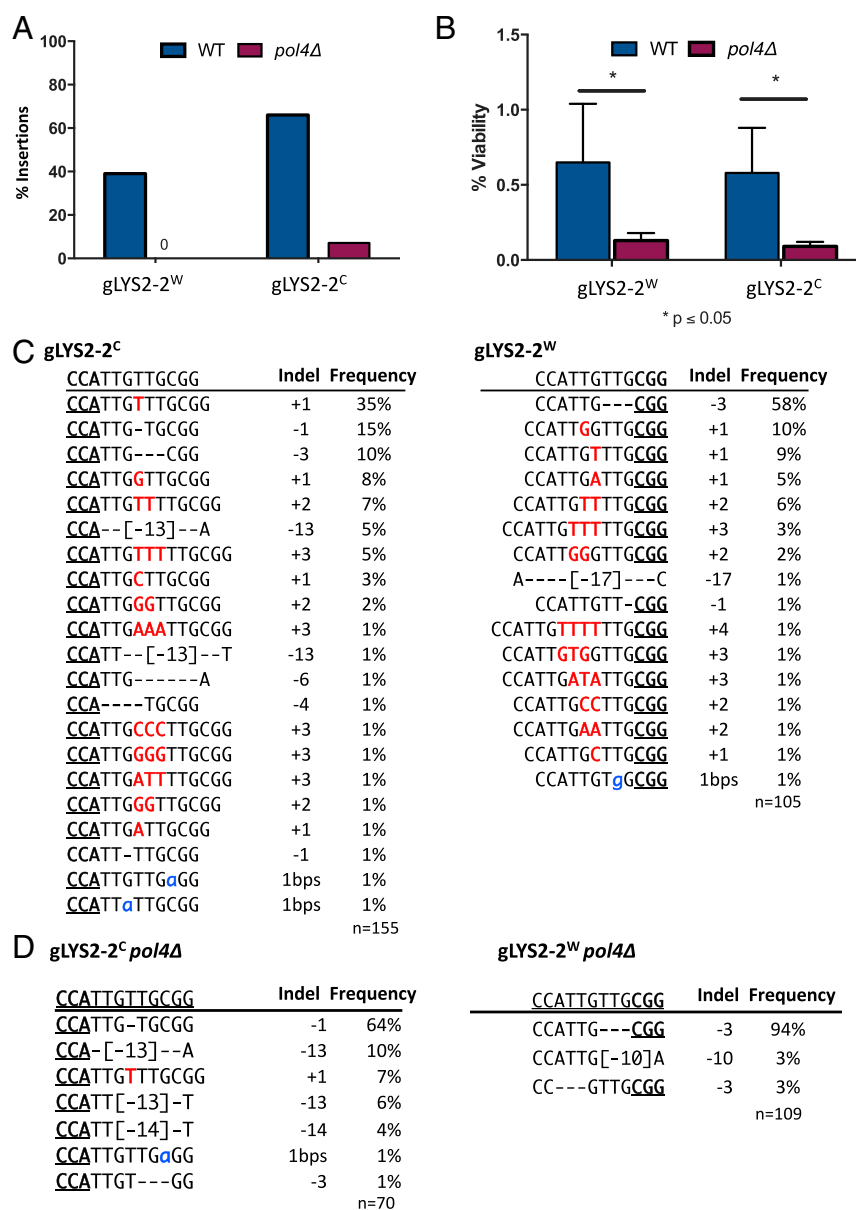 A
B
100
80
60
40
20
0
% Insertions
WT pol4Δ
0
gLYS2-2ᵂ gLYS2-2ᶜ
1.5
1.0
0.5
0.0
% Viability
WT pol4Δ
* *
gLYS2-2ᵂ gLYS2-2ᶜ
* p ≤ 0.05
C
gLYS2-2ᶜ
CCATTGTTGCGG Indel Frequency
CCATTGTTTGCGG +1 35%
CCATTG-TGCGG -1 15%
CCATTG---CGG -3 10%
CCATTGGTTGCGG +1 8%
CCATTGTTTTGCGG +2 7%
CCA--[-13]--A -13 5%
CCATTGTTTTTGCGG +3 5%
CCATTGCTTGCGG +1 3%
CCATTGGGTTGCGG +2 2%
CCATTGAAATTGCGG +3 1%
CCATT--[-13]--T -13 1%
CCATTG------A -6 1%
CCA----TGCGG -4 1%
CCATTGCCCTTGCGG +3 1%
CCATTGGGGTTGCGG +3 1%
CCATTGATTTTGCGG +3 1%
CCATTGGGTTGCGG +2 1%
CCATTGATTGCGG +1 1%
CCATT-TTGCGG -1 1%
CCATTGTTGaGG 1bps 1%
CCATTaTTGCGG 1bps 1%
n=155
gLYS2-2ᵂ
CCATTGTTGCGG Indel Frequency
CCATTG---CGG -3 58%
CCATTGGTTGCGG +1 10%
CCATTGTTTGCGG +1 9%
CCATTGTATGCGG +1 5%
CCATTGTTTTGCGG +2 6%
CCATTGTTTTTGCGG +3 3%
CCATTGGGTTGCGG +2 2%
A----[-17]---C -17 1%
CCATTGTT-CGG -1 1%
CCATTGTTTTTTGCGG +4 1%
CCATTGTGGTTGCGG +3 1%
CCATTGATATTGCGG +3 1%
CCATTGCCTTGCGG +2 1%
CCATTGAATTGCGG +2 1%
CCATTGCTTGCGG +1 1%
CCATTGTgGCGG 1bps 1%
n=105
D
gLYS2-2ᶜ pol4Δ
CCATTGTTGCGG Indel Frequency
CCATTG-TGCGG -1 64%
CCA-[-13]--A -13 10%
CCATTGTTTGCGG +1 7%
CCATT[-13]-T -13 6%
CCATT[-14]-T -14 4%
CCATTGTTGaGG 1bps 1%
CCATTGT---GG -3 1%
n=70
gLYS2-2ᵂ pol4Δ
CCATTGTTGCGG Indel Frequency
CCATTG---CGG -3 94%
CCATTG[-10]A -10 3%
CC---GTTGCGG -3 3%
n=109